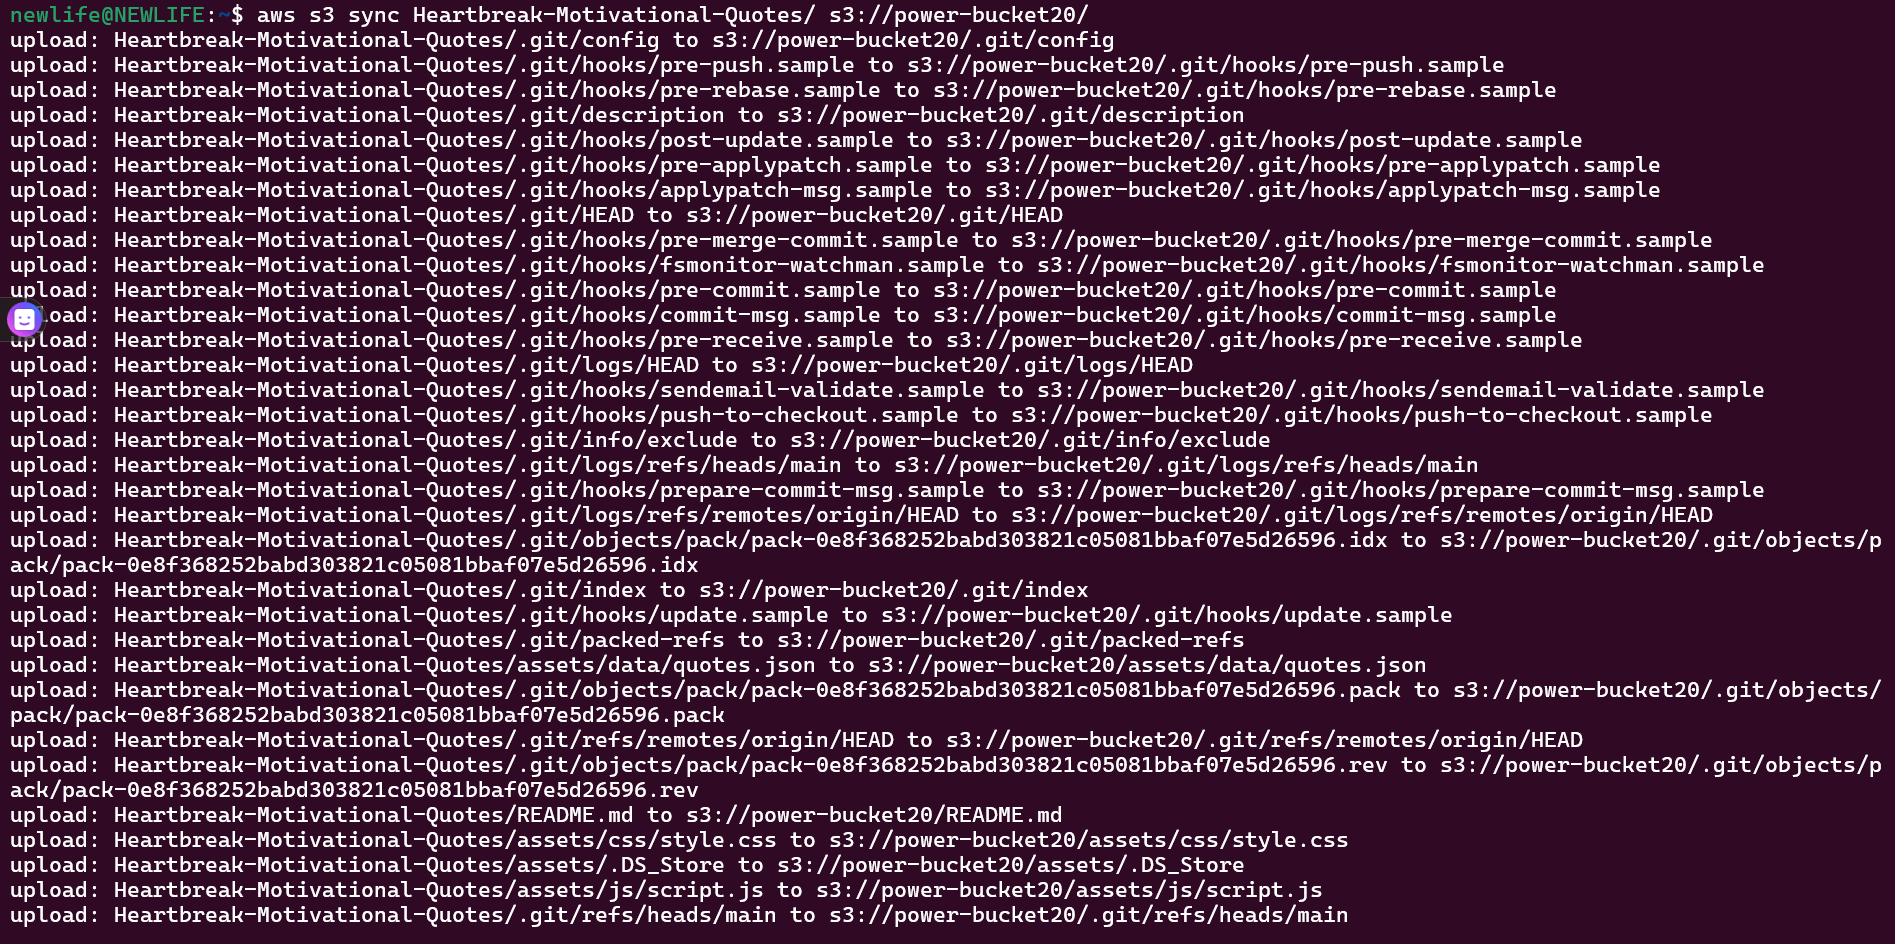 newlife@NEWLIFE:~$ aws s3 sync Heartbreak-Motivational-Quotes/ s3://power-bucket20/
upload: Heartbreak-Motivational-Quotes/.git/config to s3://power-bucket20/.git/config
upload: Heartbreak-Motivational-Quotes/.git/hooks/pre-push.sample to s3://power-bucket20/.git/hooks/pre-push.sample
upload: Heartbreak-Motivational-Quotes/.git/hooks/pre-rebase.sample to s3://power-bucket20/.git/hooks/pre-rebase.sample
upload: Heartbreak-Motivational-Quotes/.git/description to s3://power-bucket20/.git/description
upload: Heartbreak-Motivational-Quotes/.git/hooks/post-update.sample to s3://power-bucket20/.git/hooks/post-update.sample
upload: Heartbreak-Motivational-Quotes/.git/hooks/pre-applypatch.sample to s3://power-bucket20/.git/hooks/pre-applypatch.sample
upload: Heartbreak-Motivational-Quotes/.git/hooks/applypatch-msg.sample to s3://power-bucket20/.git/hooks/applypatch-msg.sample
upload: Heartbreak-Motivational-Quotes/.git/HEAD to s3://power-bucket20/.git/HEAD
upload: Heartbreak-Motivational-Quotes/.git/hooks/pre-merge-commit.sample to s3://power-bucket20/.git/hooks/pre-merge-commit.sample
upload: Heartbreak-Motivational-Quotes/.git/hooks/fsmonitor-watchman.sample to s3://power-bucket20/.git/hooks/fsmonitor-watchman.sample
upload: Heartbreak-Motivational-Quotes/.git/hooks/pre-commit.sample to s3://power-bucket20/.git/hooks/pre-commit.sample
load: Heartbreak-Motivational-Quotes/.git/hooks/commit-msg.sample to s3://power-bucket20/.git/hooks/commit-msg.sample
upload: Heartbreak-Motivational-Quotes/.git/hooks/pre-receive.sample to s3://power-bucket20/.git/hooks/pre-receive.sample
upload: Heartbreak-Motivational-Quotes/.git/logs/HEAD to s3://power-bucket20/.git/logs/HEAD
upload: Heartbreak-Motivational-Quotes/.git/hooks/sendemail-validate.sample to s3://power-bucket20/.git/hooks/sendemail-validate.sample
upload: Heartbreak-Motivational-Quotes/.git/hooks/push-to-checkout.sample to s3://power-bucket20/.git/hooks/push-to-checkout.sample
upload: Heartbreak-Motivational-Quotes/.git/info/exclude to s3://power-bucket20/.git/info/exclude
upload: Heartbreak-Motivational-Quotes/.git/logs/refs/heads/main to s3://power-bucket20/.git/logs/refs/heads/main
upload: Heartbreak-Motivational-Quotes/.git/hooks/prepare-commit-msg.sample to s3://power-bucket20/.git/hooks/prepare-commit-msg.sample
upload: Heartbreak-Motivational-Quotes/.git/logs/refs/remotes/origin/HEAD to s3://power-bucket20/.git/logs/refs/remotes/origin/HEAD
upload: Heartbreak-Motivational-Quotes/.git/objects/pack/pack-0e8f368252babd303821c05081bbaf07e5d26596.idx to s3://power-bucket20/.git/objects/p
ack/pack-0e8f368252babd303821c05081bbaf07e5d26596.idx
upload: Heartbreak-Motivational-Quotes/.git/index to s3://power-bucket20/.git/index
upload: Heartbreak-Motivational-Quotes/.git/hooks/update.sample to s3://power-bucket20/.git/hooks/update.sample
upload: Heartbreak-Motivational-Quotes/.git/packed-refs to s3://power-bucket20/.git/packed-refs
upload: Heartbreak-Motivational-Quotes/assets/data/quotes.json to s3://power-bucket20/assets/data/quotes.json
upload: Heartbreak-Motivational-Quotes/.git/objects/pack/pack-0e8f368252babd303821c05081bbaf07e5d26596.pack to s3://power-bucket20/.git/objects/
pack/pack-0e8f368252babd303821c05081bbaf07e5d26596.pack
upload: Heartbreak-Motivational-Quotes/.git/refs/remotes/origin/HEAD to s3://power-bucket20/.git/refs/remotes/origin/HEAD
upload: Heartbreak-Motivational-Quotes/.git/objects/pack/pack-0e8f368252babd303821c05081bbaf07e5d26596.rev to s3://power-bucket20/.git/objects/p
ack/pack-0e8f368252babd303821c05081bbaf07e5d26596.rev
upload: Heartbreak-Motivational-Quotes/README.md to s3://power-bucket20/README.md
upload: Heartbreak-Motivational-Quotes/assets/css/style.css to s3://power-bucket20/assets/css/style.css
upload: Heartbreak-Motivational-Quotes/assets/.DS_Store to s3://power-bucket20/assets/.DS_Store
upload: Heartbreak-Motivational-Quotes/assets/js/script.js to s3://power-bucket20/assets/js/script.js
upload: Heartbreak-Motivational-Quotes/.git/refs/heads/main to s3://power-bucket20/.git/refs/heads/main